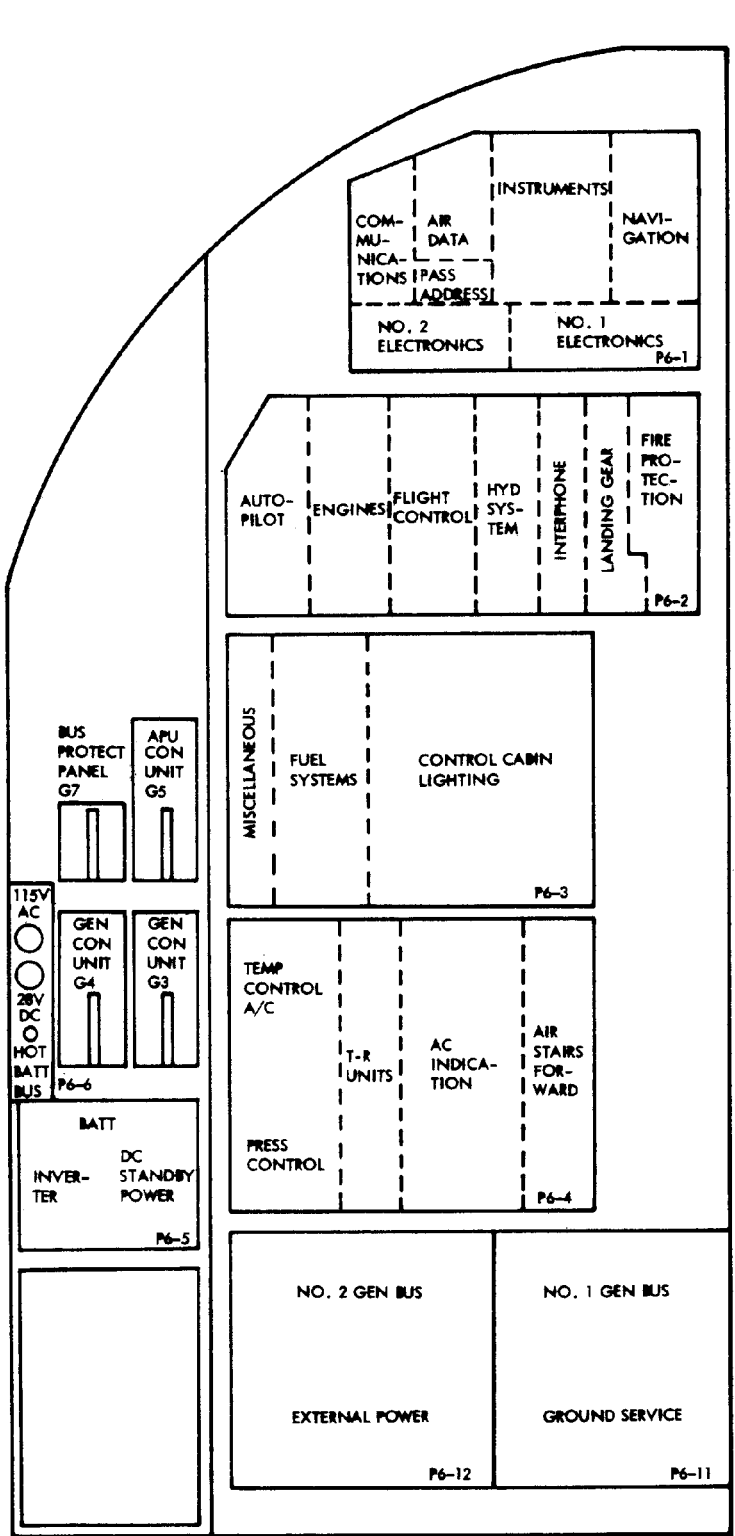 COM-
MU-
NICA-
TIONS
AIR
DATA
PASS
ADDRESS
INSTRUMENTS
NAVI-
GATION
NO. 2
ELECTRONICS
NO. 1
ELECTRONICS
P6-1
AUTO-
PILOT
ENGINES
FLIGHT
CONTROL
HYD
SYS-
TEM
INTERPHONE
LANDING GEAR
FIRE
PRO-
TEC-
TION
P6-2
MISCELLANEOUS
FUEL
SYSTEMS
CONTROL CABIN
LIGHTING
P6-3
BUS
PROTECT
PANEL
G7
APU
CON
UNIT
G5
115V
AC
28V
DC
HOT
BATT
BUS
GEN
CON
UNIT
G4
GEN
CON
UNIT
G3
P6-6
TEMP
CONTROL
A/C
PRESS
CONTROL
T-R
UNITS
AC
INDICA-
TION
AIR
STAIRS
FOR-
WARD
P6-4
BATT
INVER-
TER
DC
STANDBY
POWER
P6-5
NO. 2 GEN BUS
EXTERNAL POWER
P6-12
NO. 1 GEN BUS
GROUND SERVICE
P6-11